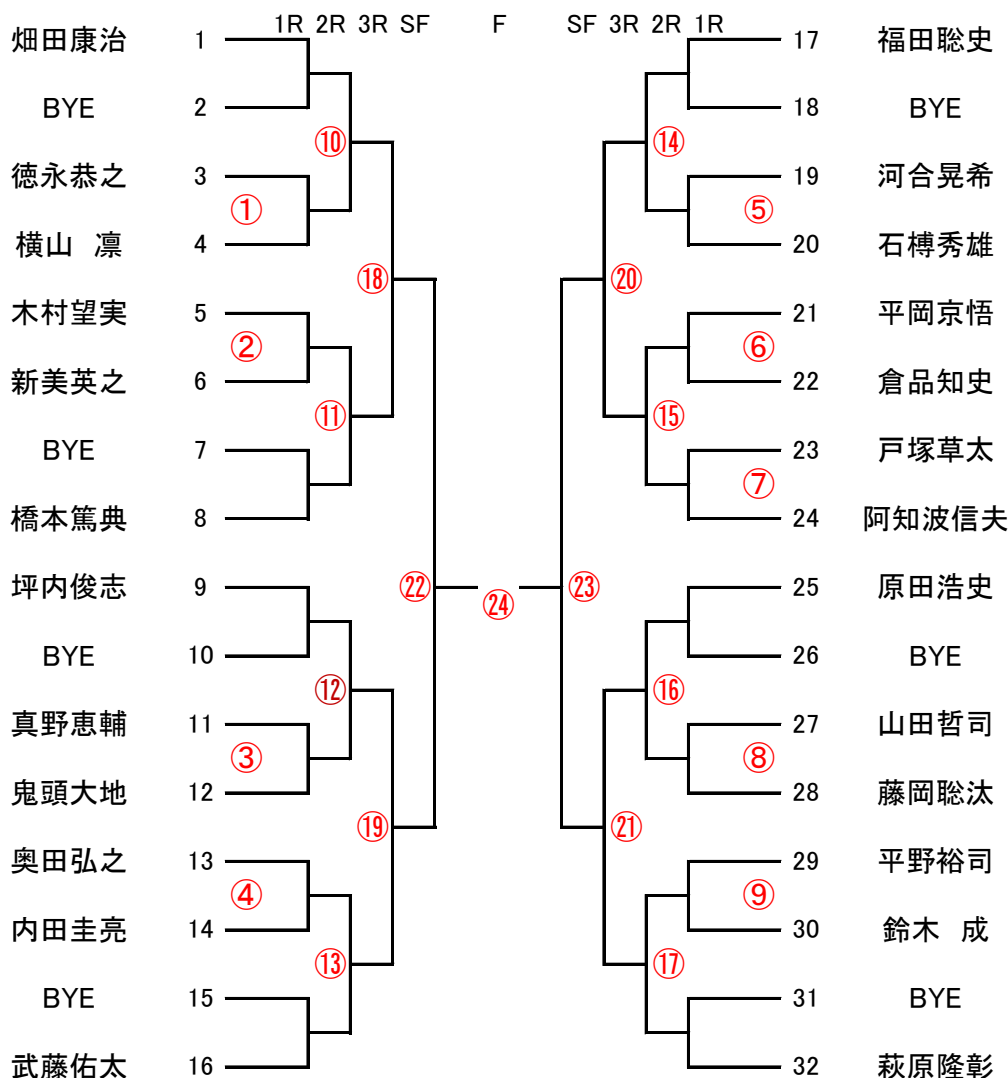 1R 2R 3R SF F SF 3R 2R 1R
畑田康治 1 17 福田聡史
BYE 2 18 BYE
⑩ ⑭
徳永恭之 3 19 河合晃希
① ⑤
横山 凛 4 20 石榑秀雄
⑱ ⑳
木村望実 5 21 平岡京悟
② ⑥
新美英之 6 22 倉品知史
⑪ ⑮
BYE 7 23 戸塚草太
⑦
橋本篤典 8 24 阿知波信夫
坪内俊志 9 25 原田浩史
㉒ ㉔ ㉓
BYE 10 26 BYE
⑫ ⑯
真野恵輔 11 27 山田哲司
③ ⑧
鬼頭大地 12 28 藤岡聡汰
⑲ ㉑
奥田弘之 13 29 平野裕司
④ ⑨
内田圭亮 14 30 鈴木 成
⑬ ⑰
BYE 15 31 BYE
武藤佑太 16 32 萩原隆彰